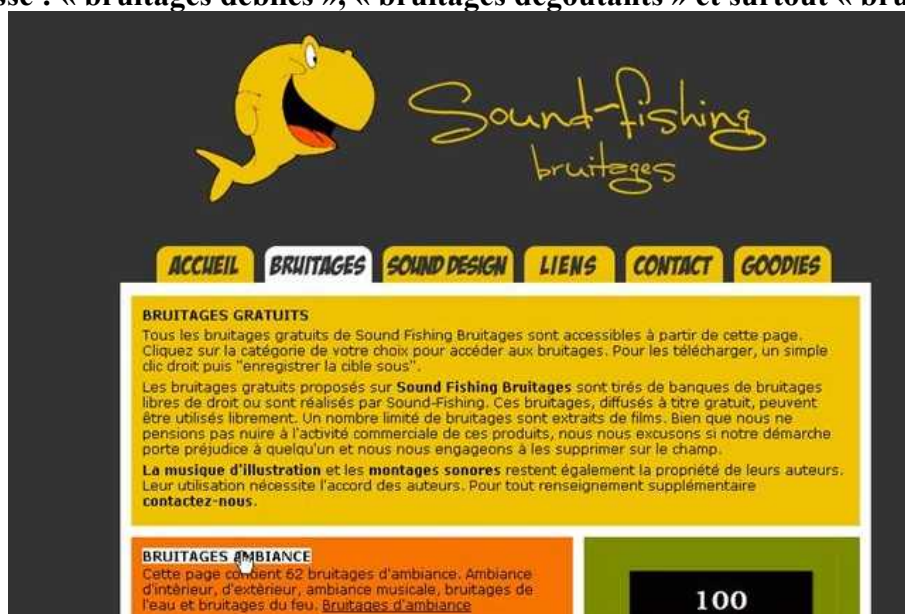 « bruitages débiles », « bruitages dégoûtants » et surtout «
Sound-fishing
bruitages
ACCUEIL BRUITAGES SOUND DESIGN LIENS CONTACT GOODIES
BRUITAGES GRATUITS
Tous les bruitages gratuits de Sound Fishing Bruitages sont accessibles à partir de cette page.
Cliquez sur la catégorie de votre choix pour accéder aux bruitages. Pour les télécharger, un simple
clic droit puis "enregistrer la cible sous".
Les bruitages gratuits proposés sur Sound Fishing Bruitages sont tirés de banques de bruitages
libres de droit ou sont réalisés par Sound-Fishing. Ces bruitages, diffusés à titre gratuit, peuvent
être utilisés librement. Un nombre limité de bruitages sont extraits de films. Bien que nous ne
pensions pas nuire à l'activité commerciale de ces produits, nous nous excusons si notre démarche
porte préjudice à quelqu'un et nous nous engageons à les supprimer sur le champ.
La musique d'illustration et les montages sonores restent également la propriété de leurs auteurs.
Leur utilisation nécessite l'accord des auteurs. Pour tout renseignement supplémentaire
contactez-nous.
BRUITAGES AMBIANCE
Cette page contient 62 bruitages d'ambiance. Ambiance
d'intérieur, d'extérieur, ambiance musicale, bruitages de
l'eau et bruitages du feu. Bruitages d'ambiance
100